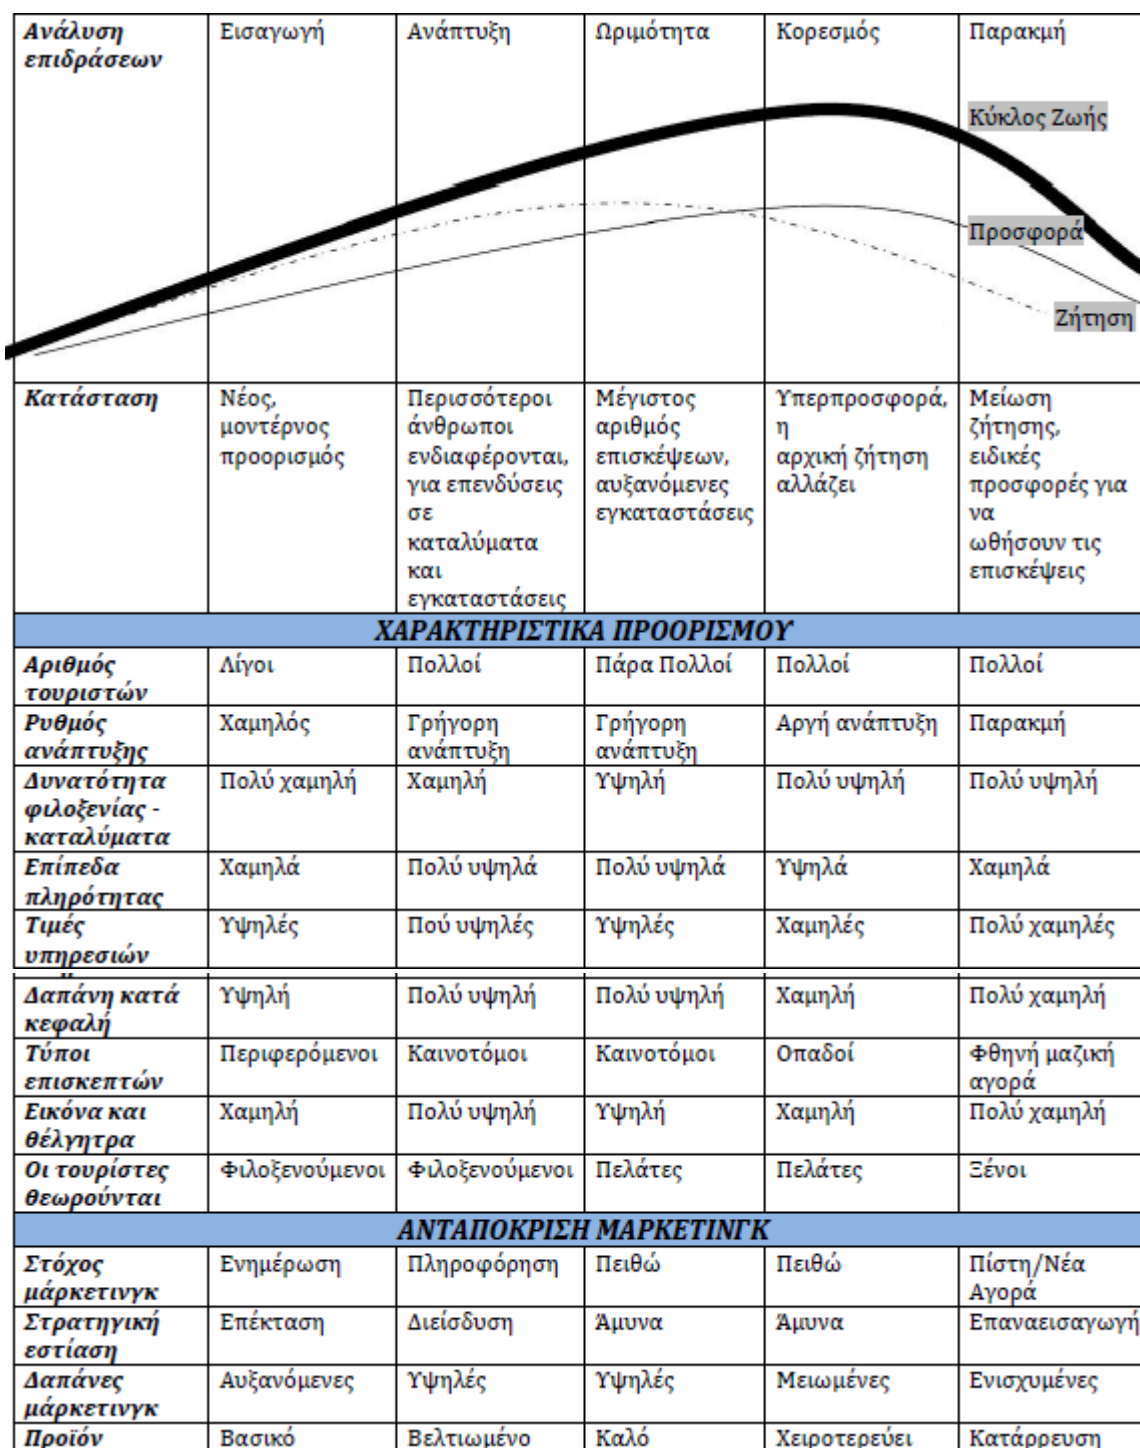 Ανάλυση Εισαγωγή Ανάπτυξη Ωριμότητα Κορεσμός Παρακμή
επιδράσεων
Κύκλος Ζωής
Προσφορά
Ζήτηση
Κατάσταση Νέος, Περισσότεροι Μέγιστος Υπερπροσφορά, Μείωση
μοντέρνος άνθρωποι αριθμός η ζήτησης,
προορισμός ενδιαφέρονται, επισκέψεων, αρχική ζήτηση ειδικές
για επενδύσεις αυξανόμενες αλλάζει προσφορές για
σε εγκαταστάσεις να
καταλύματα ωθήσουν τις
και επισκέψεις
εγκαταστάσεις
ΧΑΡΑΚΤΗΡΙΣΤΙΚΑ ΠΡΟΟΡΙΣΜΟΥ
Αριθμός Λίγοι Πολλοί Πάρα Πολλοί Πολλοί Πολλοί
τουριστών
Ρυθμός Χαμηλός Γρήγορη Γρήγορη Αργή ανάπτυξη Παρακμή
ανάπτυξης ανάπτυξη ανάπτυξη
Δυνατότητα Πολύ χαμηλή Χαμηλή Υψηλή Πολύ υψηλή Πολύ υψηλή
φιλοξενίας -
καταλύματα
Επίπεδα Χαμηλά Πολύ υψηλά Πολύ υψηλά Υψηλά Χαμηλά
πληρότητας
Τιμές Υψηλές Πού υψηλές Υψηλές Χαμηλές Πολύ χαμηλές
υπηρεσιών
Δαπάνη κατά Υψηλή Πολύ υψηλή Πολύ υψηλή Χαμηλή Πολύ χαμηλή
κεφαλή
Τύποι Περιφερόμενοι Καινοτόμοι Καινοτόμοι Οπαδοί Φθηνή μαζική
επισκεπτών αγορά
Εικόνα και Χαμηλή Πολύ υψηλή Υψηλή Χαμηλή Πολύ χαμηλή
θέλγητρα
Οι τουρίστες Φιλοξενούμενοι Φιλοξενούμενοι Πελάτες Πελάτες Ξένοι
θεωρούνται
ΑΝΤΑΠΟΚΡΙΣΗ ΜΑΡΚΕΤΙΝΓΚ
Στόχος Ενημέρωση Πληροφόρηση Πειθώ Πειθώ Πίστη/Νέα
μάρκετινγκ Αγορά
Στρατηγική Επέκταση Διείσδυση Άμυνα Άμυνα Επαναεισαγωγή
εστίαση
Δαπάνες Αυξανόμενες Υψηλές Υψηλές Μειωμένες Ενισχυμένες
μάρκετινγκ
Προϊόν Βασικό Βελτιωμένο Καλό Χειροτερεύει Κατάρρευση